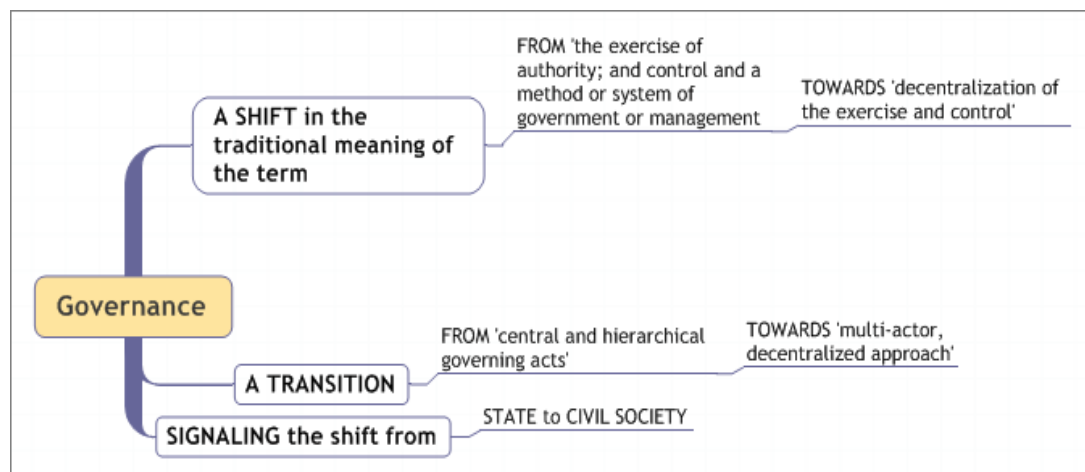 FROM 'the exercise of
authority; and control and a
method or system of
government or management
TOWARDS 'decentralization of
the exercise and control'
A SHIFT in the
traditional meaning of
the term
Governance
FROM 'central and hierarchical
governing acts'
TOWARDS 'multi-actor,
decentralized approach'
A TRANSITION
SIGNALING the shift from
STATE to CIVIL SOCIETY